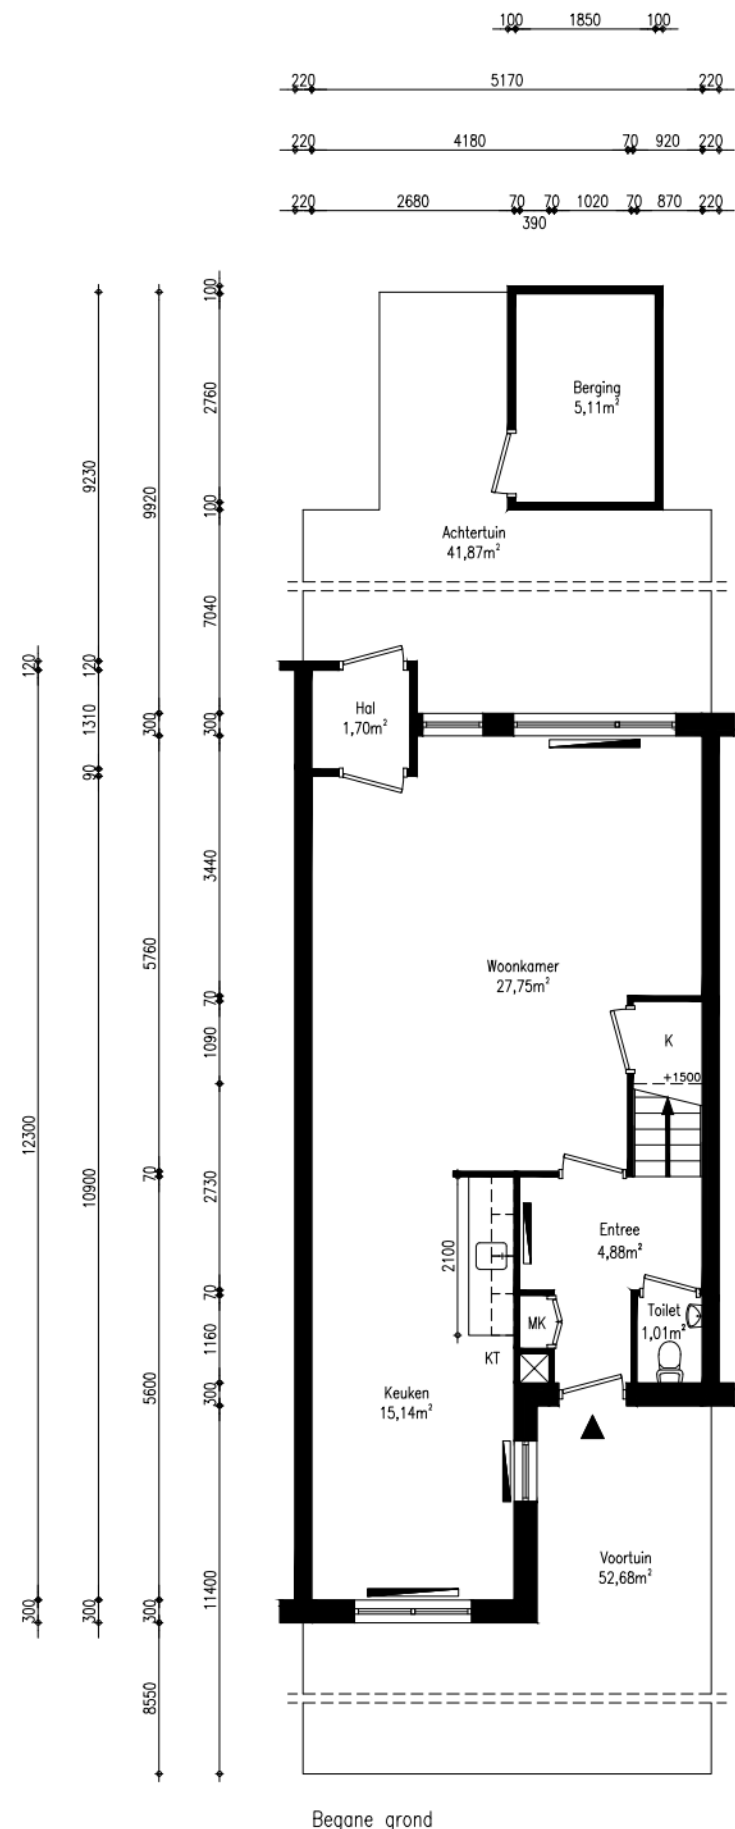 100 1850 100
220 5170 220
220 4180 70 920 220
220 2680 70 70 1020 70 870 220
390
100
2760
100
7040
300
3440
70
1090
2730
70
1160
300
11400
9920
300
5760
70
5600
300
8550
9230
120
1310
90
10900
300
120
12300
300
Berging
5,11m²
Achtertuin
41,87m²
Hal
1,70m²
Woonkamer
27,75m²
K
+1500
2100
Entree
4,88m²
Toilet
1,01m²
MK
KT
Keuken
15,14m²
Voortuin
52,68m²
Begane grond